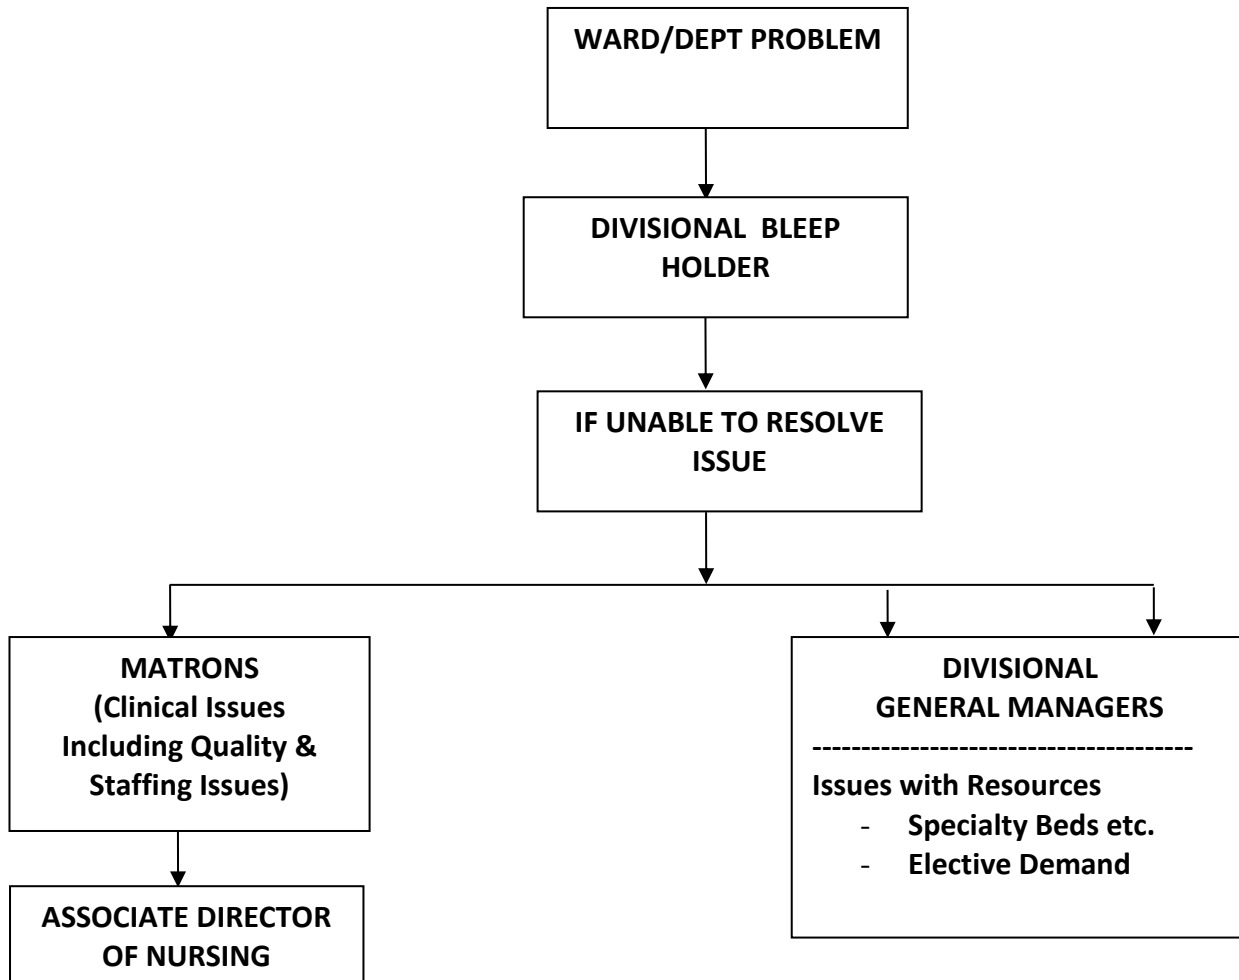 WARD/DEPT PROBLEM
DIVISIONAL  BLEEP
HOLDER
IF UNABLE TO RESOLVE
ISSUE
MATRONS
(Clinical Issues
Including Quality &
Staffing Issues)
DIVISIONAL
GENERAL MANAGERS
---------------------------------------
Issues with Resources
- Specialty Beds etc.
- Elective Demand
ASSOCIATE DIRECTOR
OF NURSING